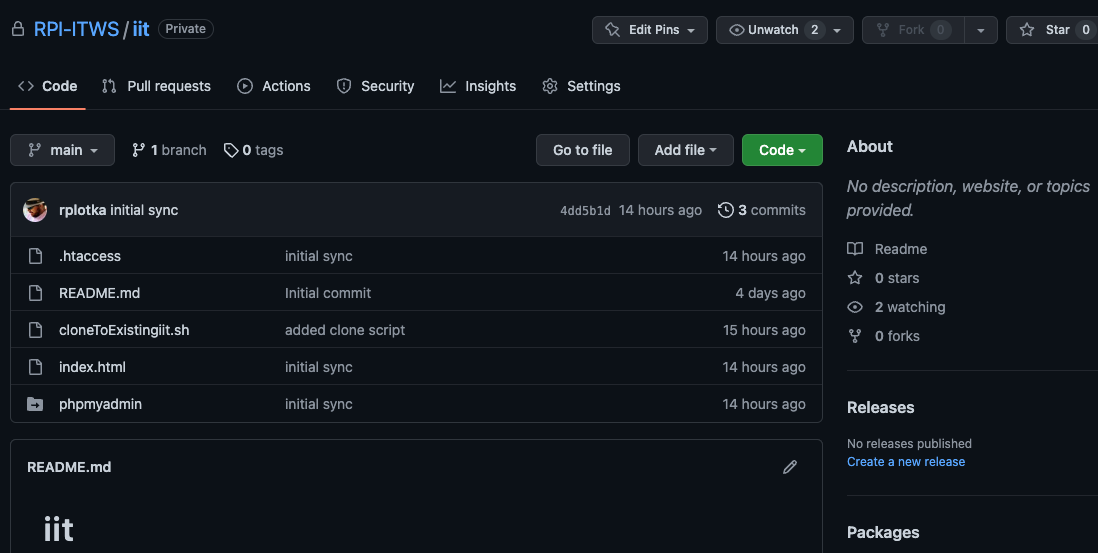 RPI-ITWS / iit Private
Edit Pins Unwatch 2 Fork 0 Star 0
Code Pull requests Actions Security Insights Settings
main 1 branch 0 tags Go to file Add file Code
rplotka initial sync 4dd5b1d 14 hours ago 3 commits
.htaccess initial sync 14 hours ago
README.md Initial commit 4 days ago
cloneToExistingiit.sh added clone script 15 hours ago
index.html initial sync 14 hours ago
phpmyadmin initial sync 14 hours ago
README.md
iit
About
No description, website, or topics
provided.
Readme
0 stars
2 watching
0 forks
Releases
No releases published
Create a new release
Packages